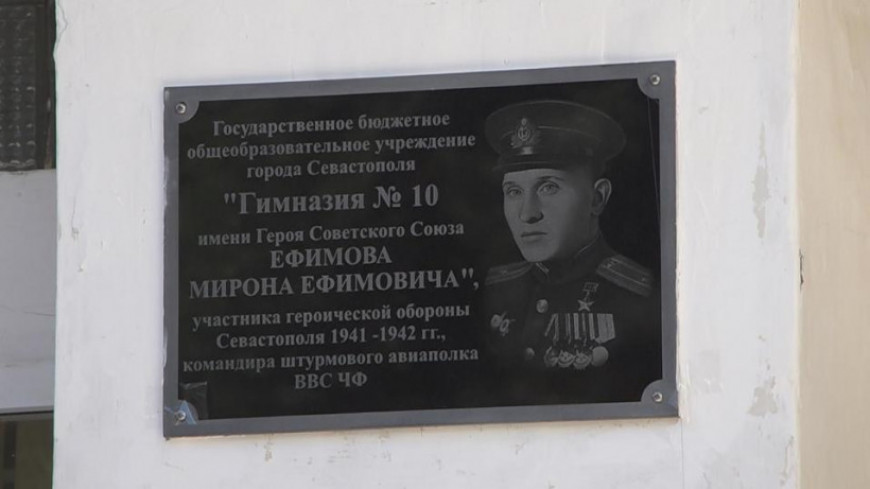 Государственное бюджетное
общеобразовательное учреждение
города Севастополя
"Гимназия № 10
имени Героя Советского Союза
ЕФИМОВА
МИРОНА ЕФИМОВИЧА",
участника героической обороны
Севастополя 1941 -1942 гг.,
командира штурмового авиаполка
ВВС ЧФ